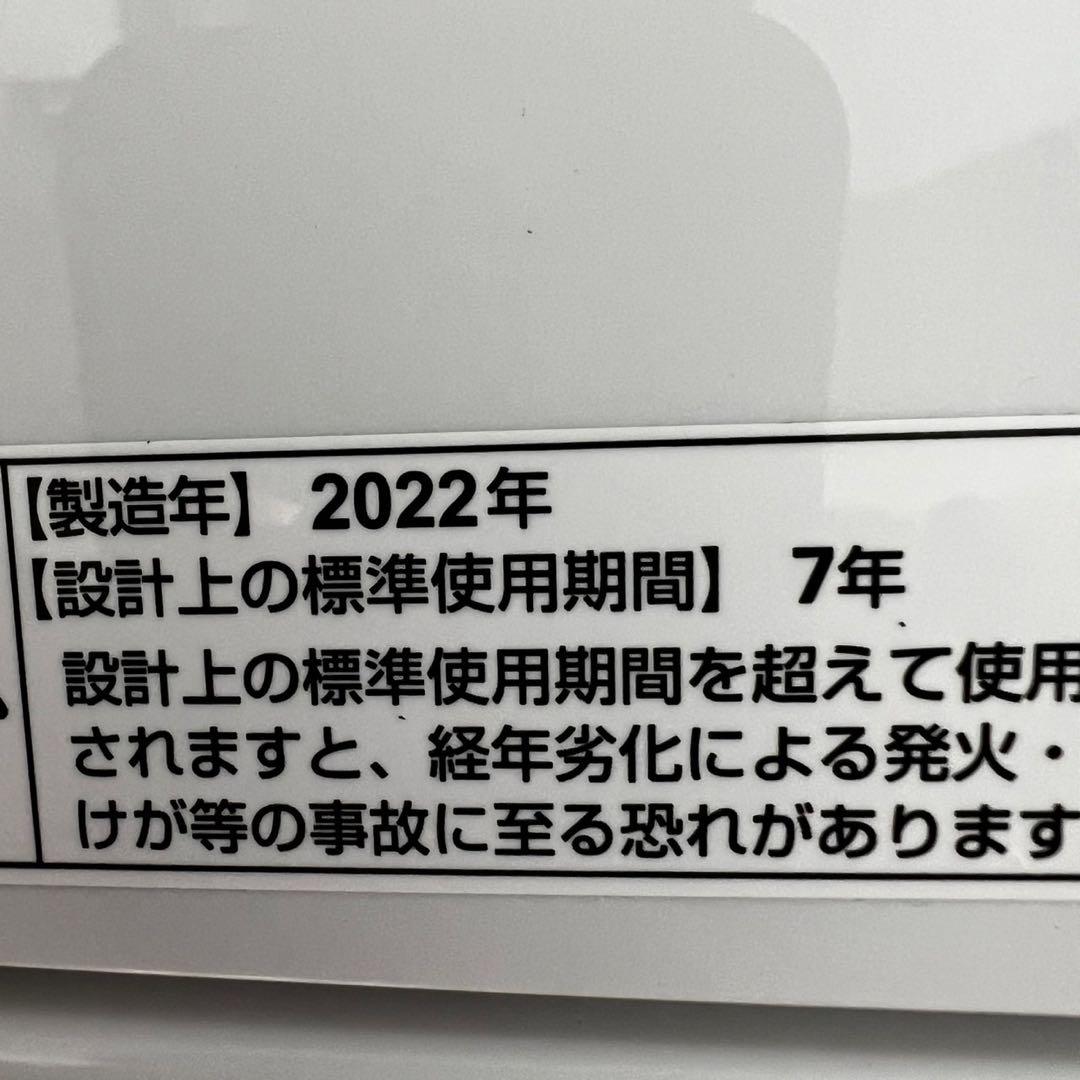 【製造年】 2022年
【設計上の標準使用期間】 7年
設計上の標準使用期間を超えて使用
されますと、経年劣化による発火・
けが等の事故に至る恐れがあります